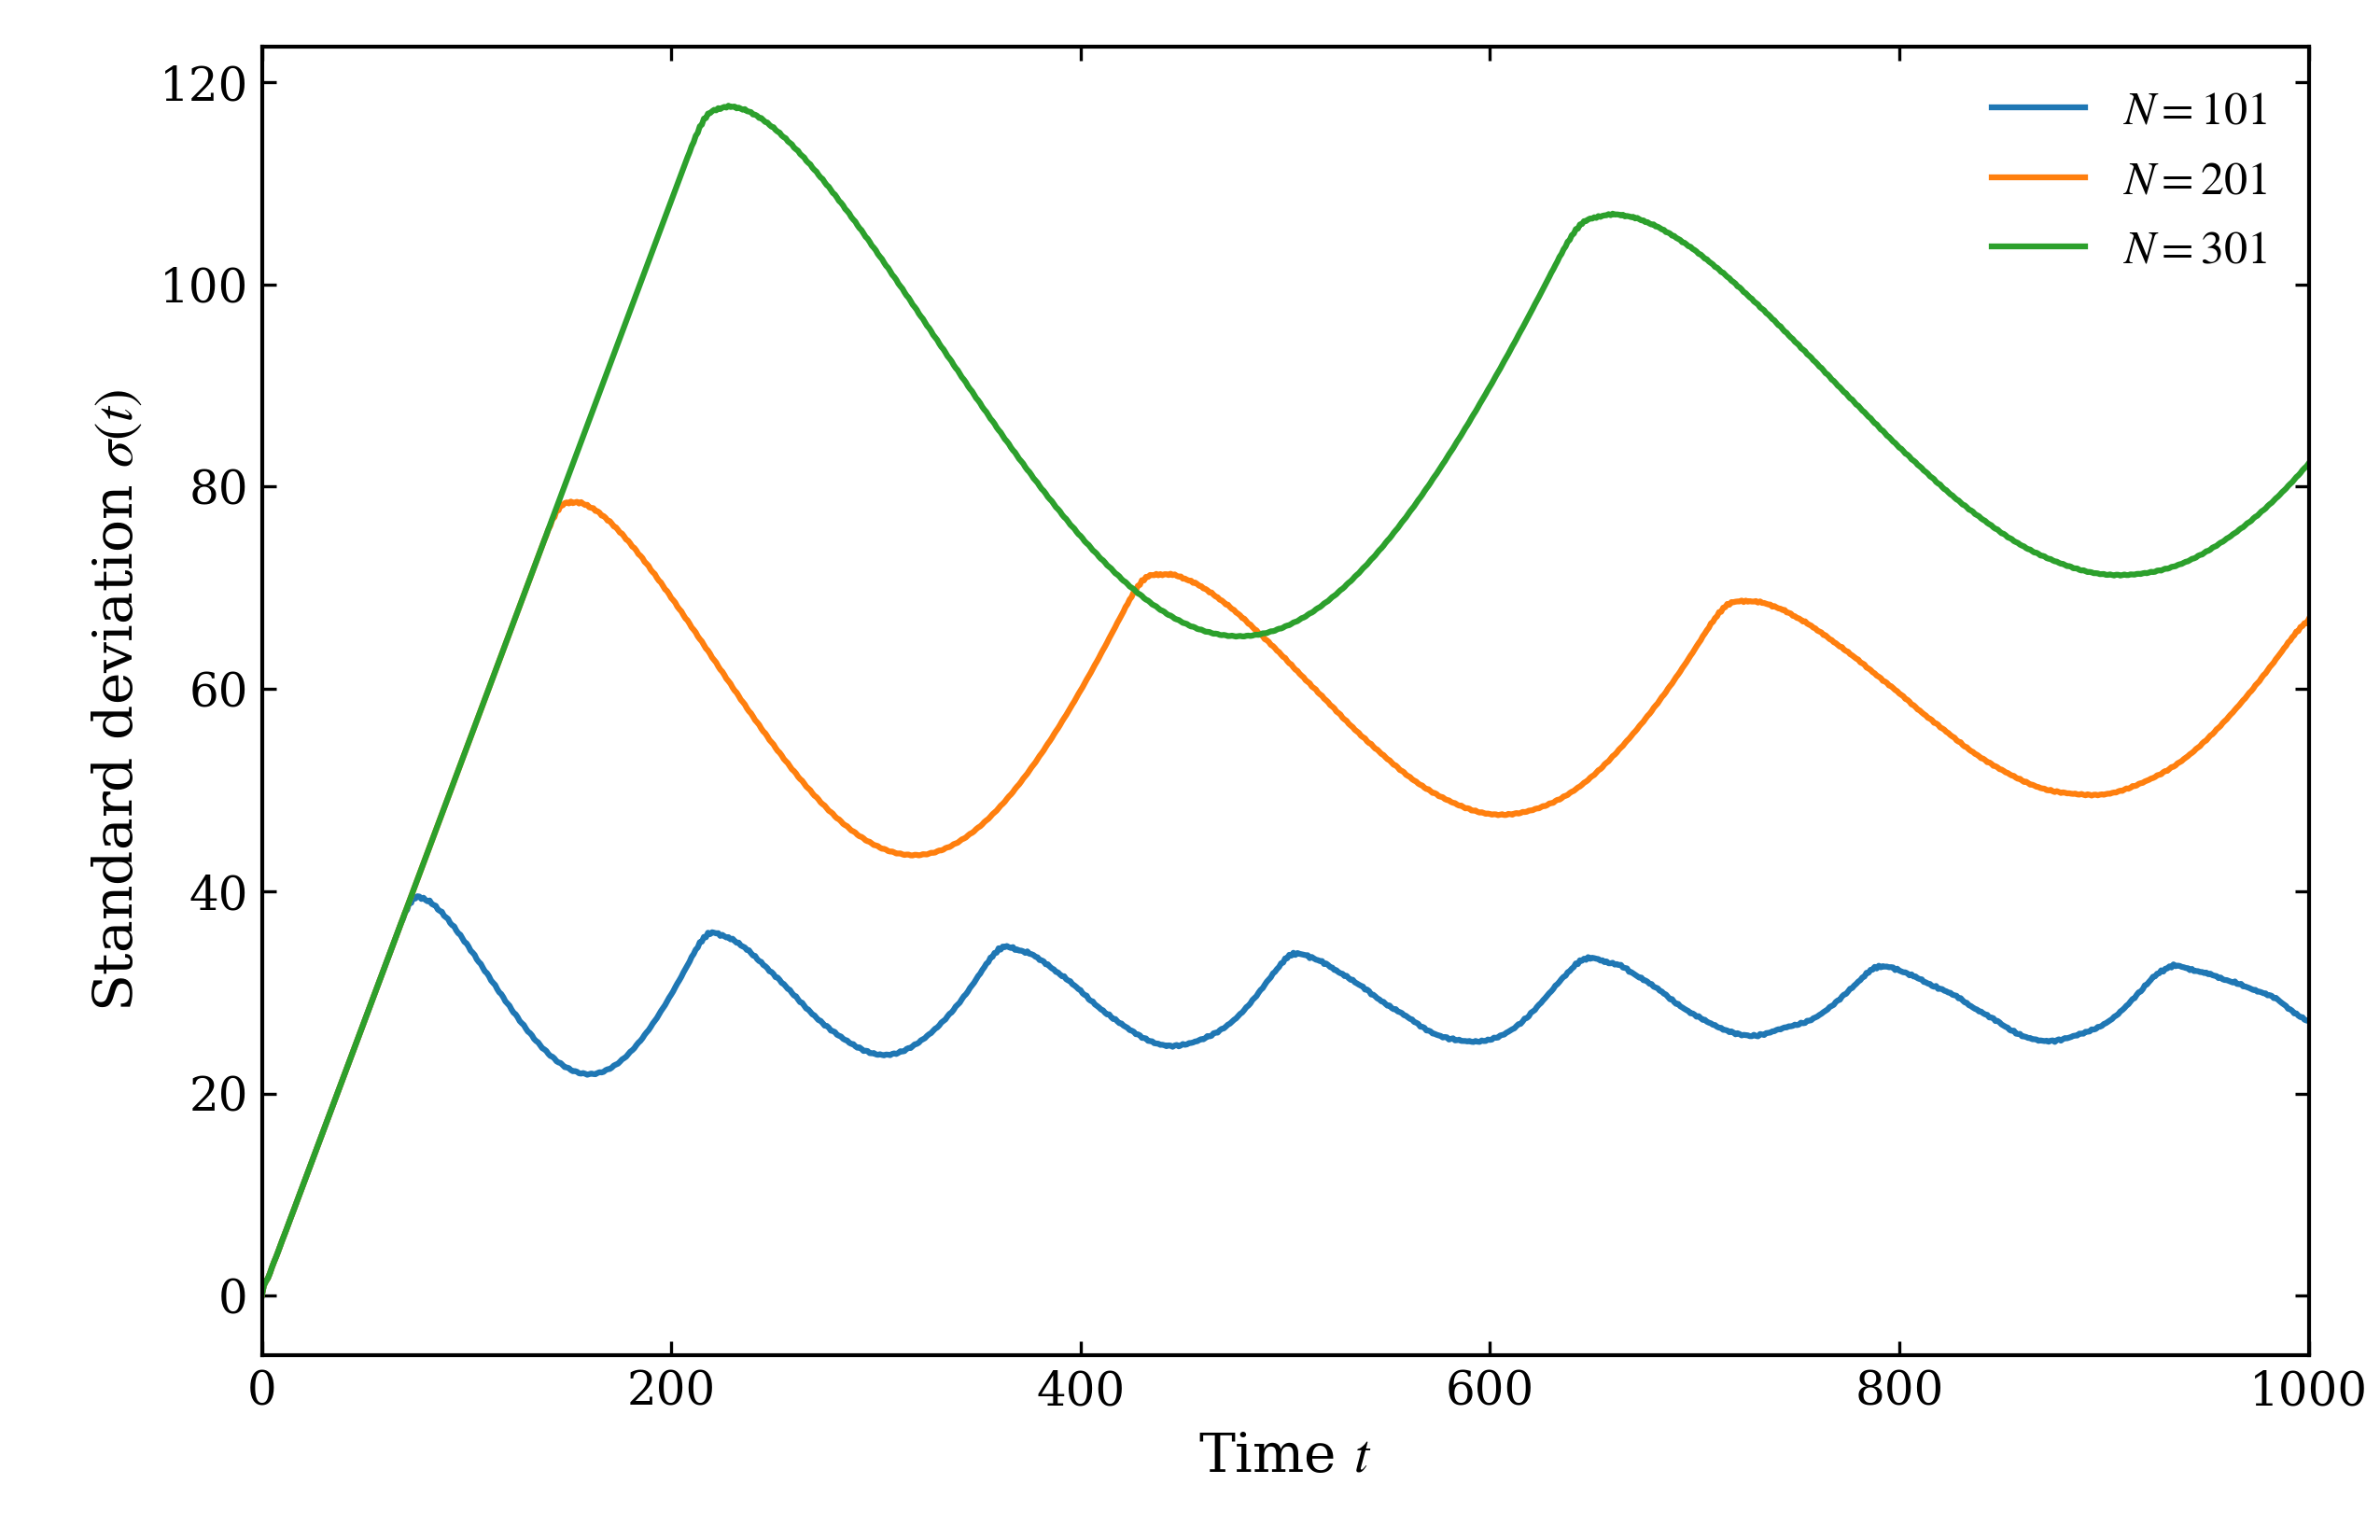 120
100
80
60
40
20
0
0 200 400 600 800 1000
Standard deviation σ(t)
Time t
N = 101
N = 201
N = 301